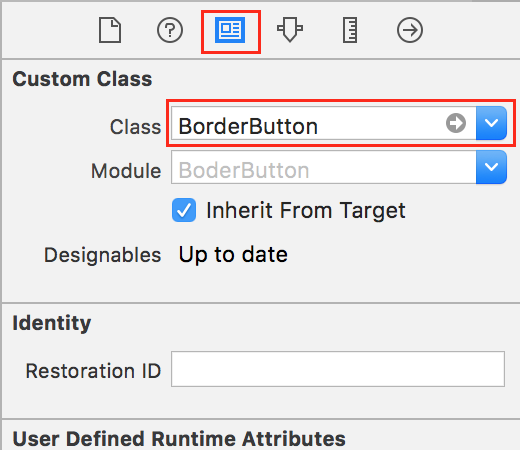 Custom Class
Class BorderButton
Module BoderButton
Inherit From Target
Designables Up to date
Identity
Restoration ID
User Defined Runtime Attributes